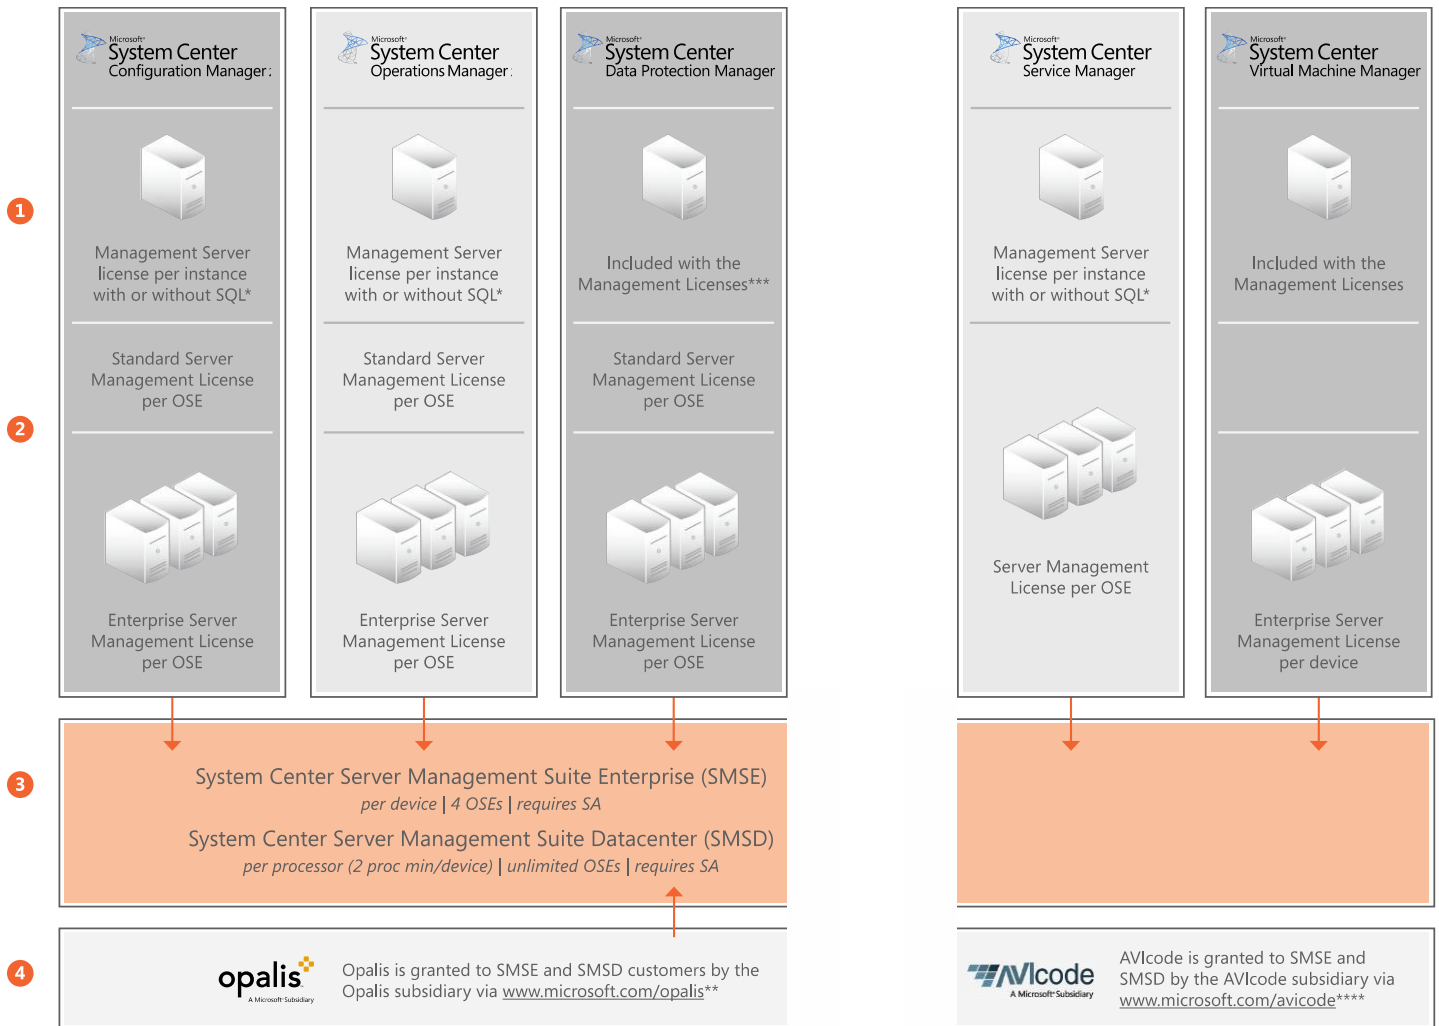 Microsoft
System Center
Configuration Manager
Microsoft
System Center
Operations Manager
Microsoft
System Center
Data Protection Manager
Microsoft
System Center
Service Manager
Microsoft
System Center
Virtual Machine Manager
1
Management Server
license per instance
with or without SQL*
Management Server
license per instance
with or without SQL*
Included with the
Management Licenses***
Management Server
license per instance
with or without SQL*
Included with the
Management Licenses
2
Standard Server
Management License
per OSE
Standard Server
Management License
per OSE
Standard Server
Management License
per OSE
Enterprise Server
Management License
per OSE
Enterprise Server
Management License
per OSE
Enterprise Server
Management License
per OSE
Server Management
License per OSE
Enterprise Server
Management License
per device
3
System Center Server Management Suite Enterprise (SMSE)
per device | 4 OSEs | requires SA
System Center Server Management Suite Datacenter (SMSD)
per processor (2 proc min/device) | unlimited OSEs | requires SA
4
opalis
A Microsoft Subsidiary
Opalis is granted to SMSE and SMSD customers by the
Opalis subsidiary via www.microsoft.com/opalis**
AVIcode
A Microsoft Subsidiary
AVIcode is granted to SMSE and
SMSD by the AVIcode subsidiary via
www.microsoft.com/avicode****